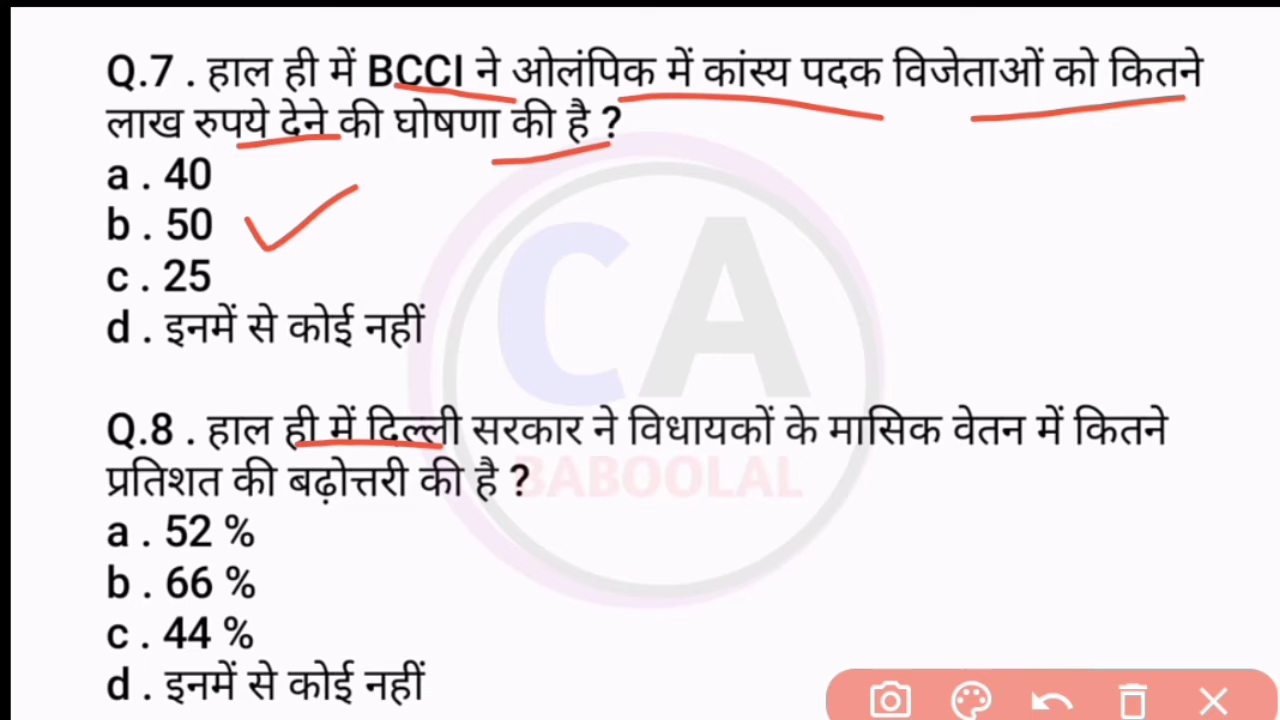 Q.7 . हाल ही में BCCI ने ओलंपिक में कांस्य पदक विजेताओं को कितने
लाख रुपये देने की घोषणा की है ?
a . 40
b . 50
c . 25
d . इनमें से कोई नहीं
CA
Q.8 . हाल ही में दिल्ली सरकार ने विधायकों के मासिक वेतन में कितने
प्रतिशत की बढ़ोत्तरी की है ?
BABOOLAL
a . 52 %
b . 66 %
c . 44 %
d . इनमें से कोई नहीं